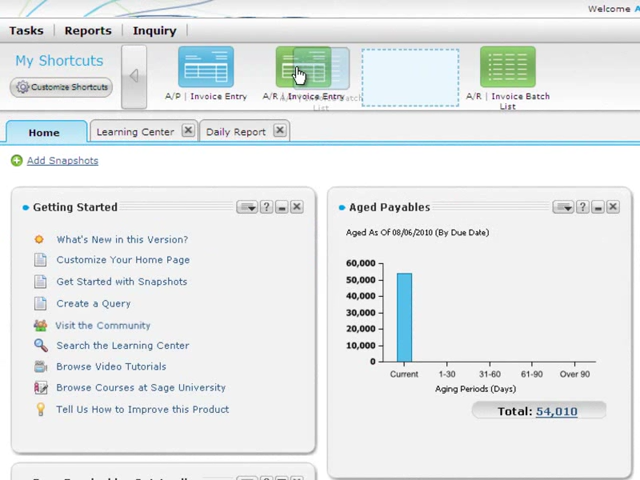 Welcome
Tasks
Reports
Inquiry
My Shortcuts
Customize Shortcuts
A/P | Invoice Entry
A/R | Invoice Entry
Batch
List
A/R | Invoice Batch
List
Home
Learning Center
Daily Report
Add Snapshots
Getting Started
What's New in this Version?
Customize Your Home Page
Get Started with Snapshots
Create a Query
Visit the Community
Search the Learning Center
Browse Video Tutorials
Browse Courses at Sage University
Tell Us How to Improve this Product
Aged Payables
Aged As Of 08/06/2010 (By Due Date)
60,000
50,000
40,000
30,000
20,000
10,000
0
Current 1-30 31-60 61-90 Over 90
Aging Periods (Days)
Total: 54,010